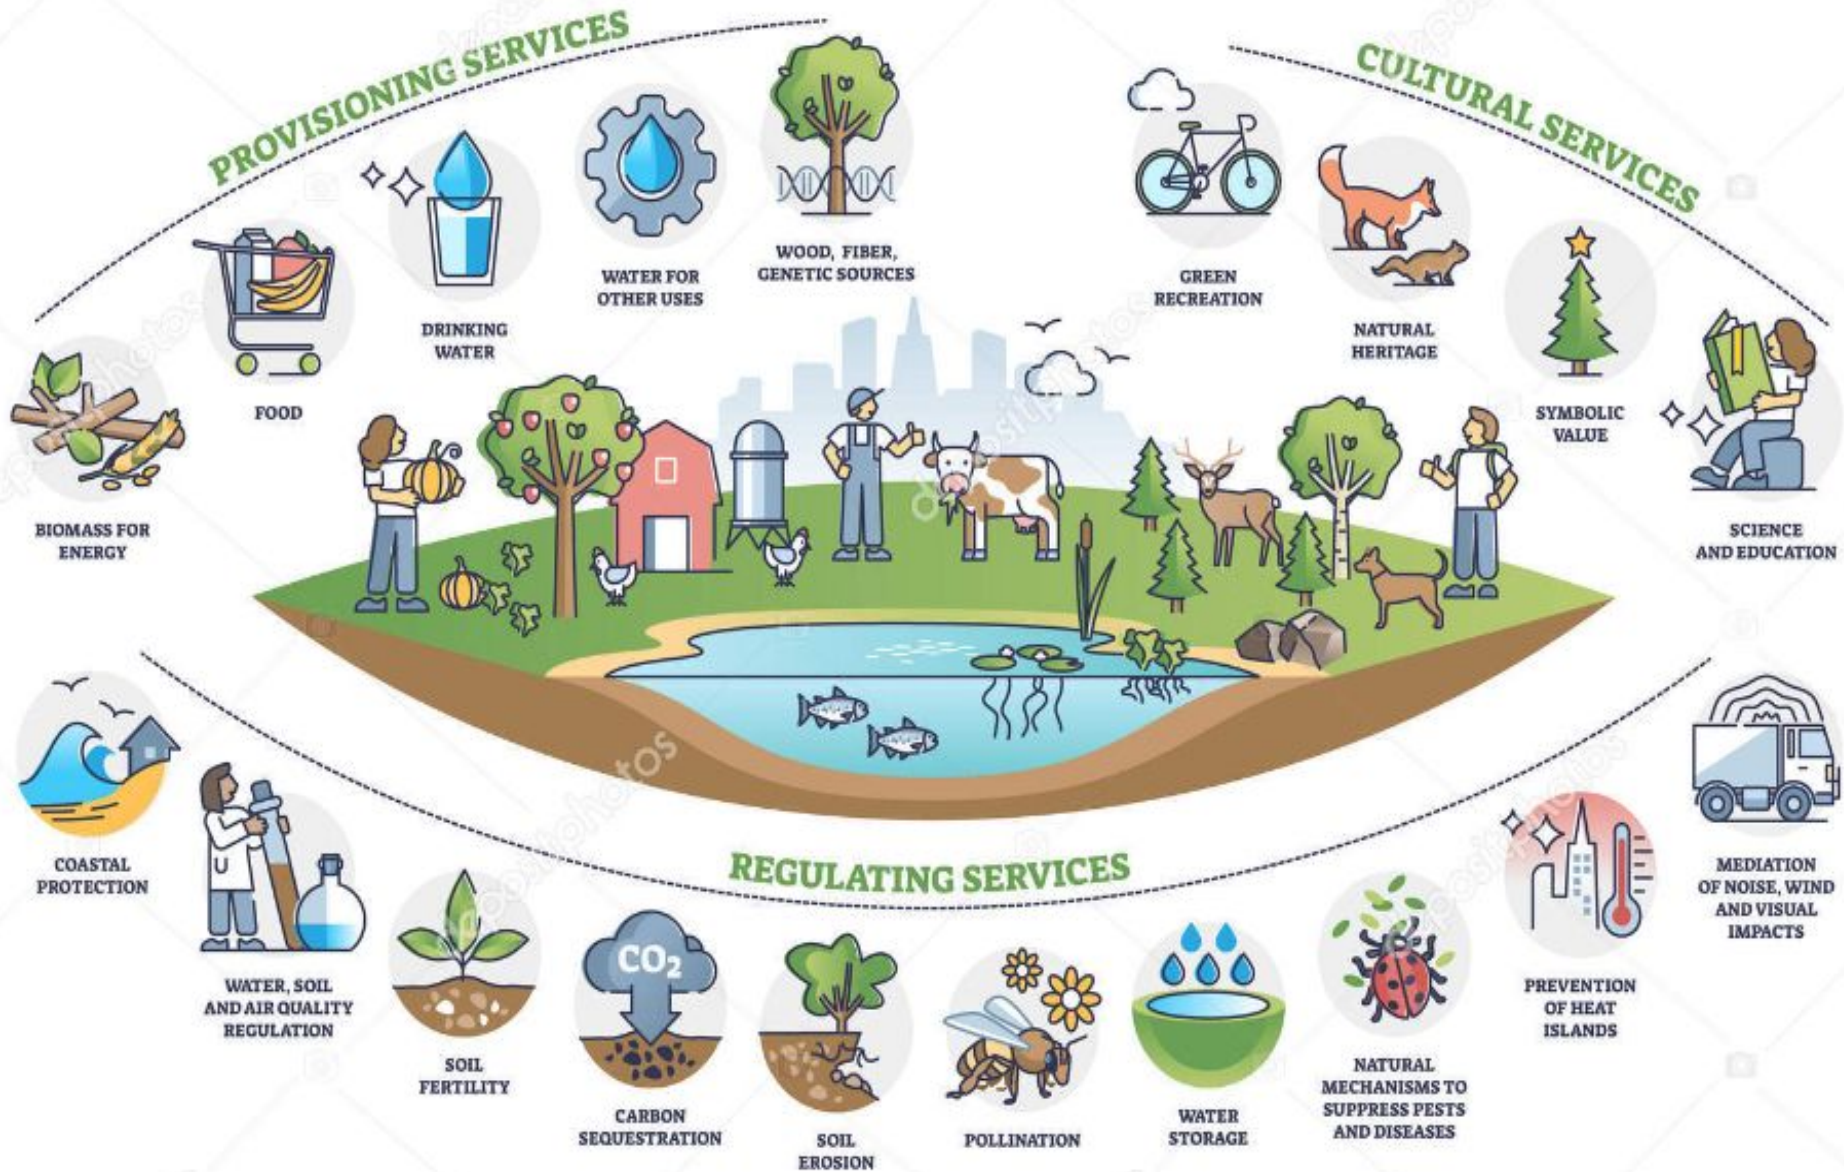 PROVISIONING SERVICES
CULTURAL SERVICES
BIOMASS FOR
ENERGY
FOOD
DRINKING
WATER
WATER FOR
OTHER USES
WOOD, FIBER,
GENETIC SOURCES
GREEN
RECREATION
NATURAL
HERITAGE
SYMBOLIC
VALUE
SCIENCE
AND EDUCATION
REGULATING SERVICES
COASTAL
PROTECTION
WATER, SOIL
AND AIR QUALITY
REGULATION
SOIL
FERTILITY
CO₂
CARBON
SEQUESTRATION
SOIL
EROSION
POLLINATION
WATER
STORAGE
NATURAL
MECHANISMS TO
SUPPRESS PESTS
AND DISEASES
PREVENTION
OF HEAT
ISLANDS
MEDIATION
OF NOISE, WIND
AND VISUAL
IMPACTS
depositphotos